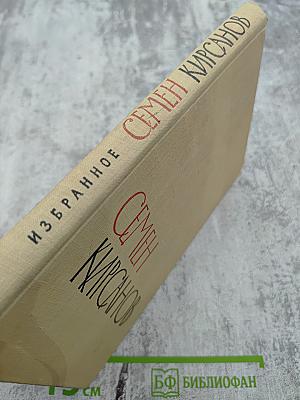 ИЗБРАННОЕ СЕМЕН КИРСАНОВ
СЕМЕН
КИРСАНОВ
15 см
БФ БИБЛИОФАН